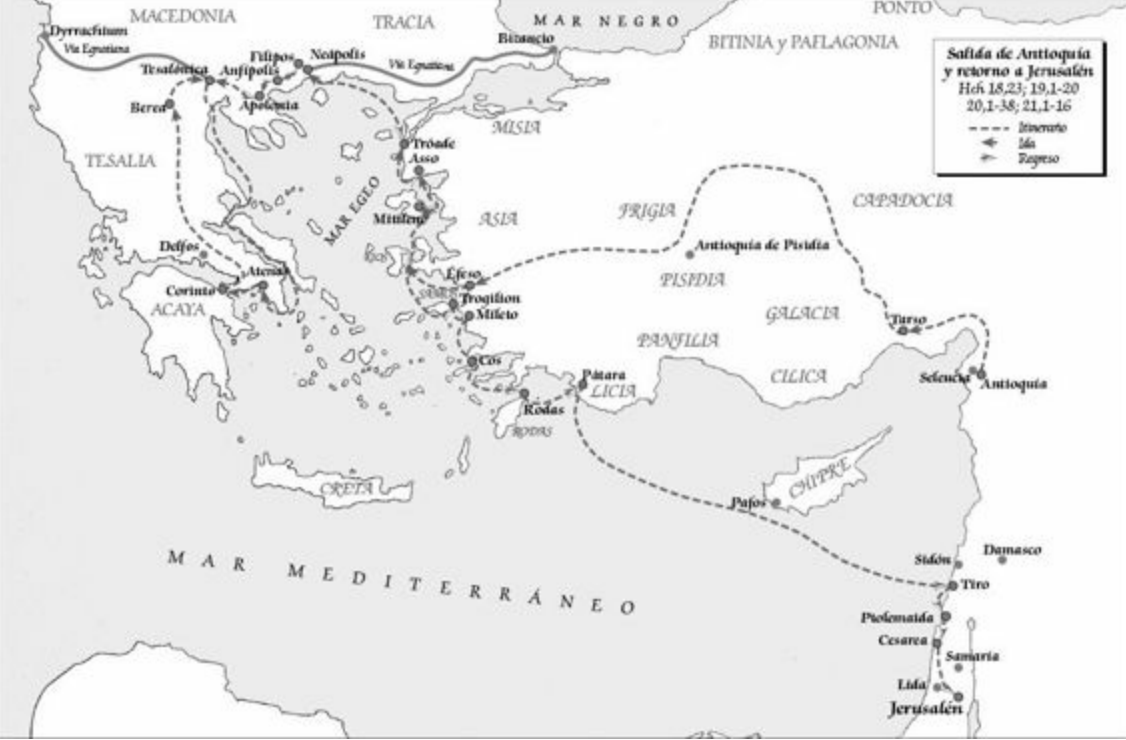 MACEDONIA
TRACIA
MAR NEGRO
PONTO
Dyrrachium
Via Egnatiana
Bizancio
BITINIA y PAFLAGONIA
Filipos
Neápolis
Via Egnatiana
Tesalónica
Anfípolis
Berea
Apolonia
Salida de Antioquía
y retorno a Jerusalén
Hch 18,23; 19,1-20
20,1-38; 21,1-16
Itinerario
Ida
Regreso
MISIA
TESALIA
Tróade
Asso
MAR EGEO
Mitilene
ASIA
FRIGIA
CAPADOCIA
Delfos
Antioquía de Pisidia
Atenas
Éfeso
PISIDIA
Corinto
ACAYA
Trogilion
Mileto
GALACIA
Tarso
PANFILIA
Cos
Pátara
LICIA
CILICA
Seleucia
Antioquía
Rodas
RODAS
CRETA
CHIPRE
Pafos
MAR MEDITERRÁNEO
Sidón
Damasco
Tiro
Ptolemaida
Cesarea
Samaria
Lida
Jerusalén